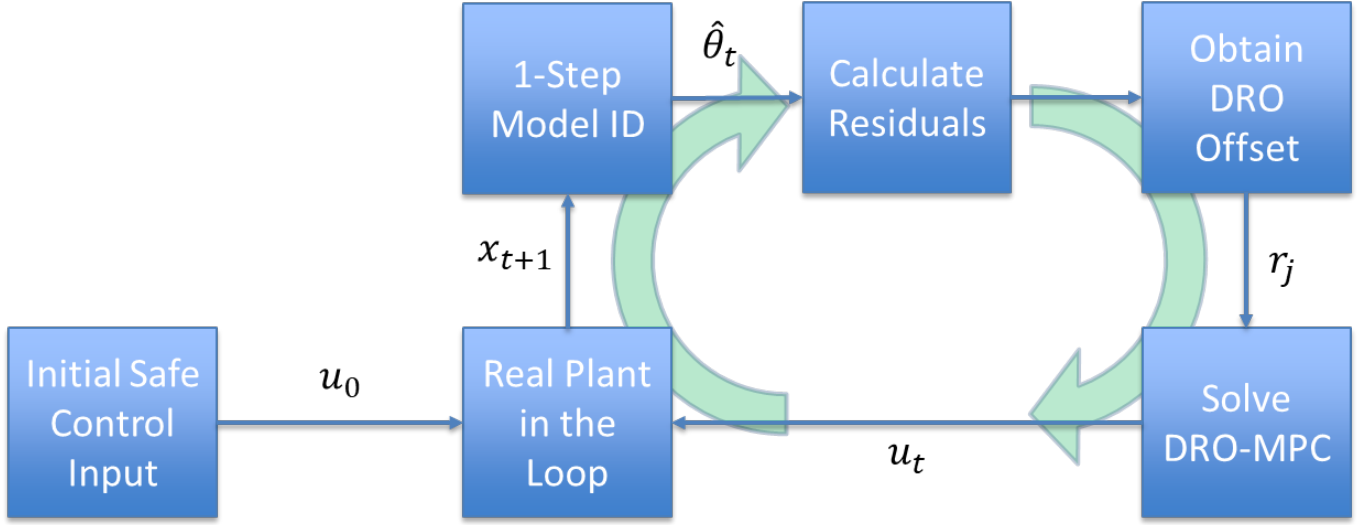 1-Step
Model ID
θ̂_t
Calculate
Residuals
Obtain
DRO
Offset
x_{t+1}
r_j
Initial Safe
Control
Input
u_0
Real Plant
in the
Loop
u_t
Solve
DRO-MPC